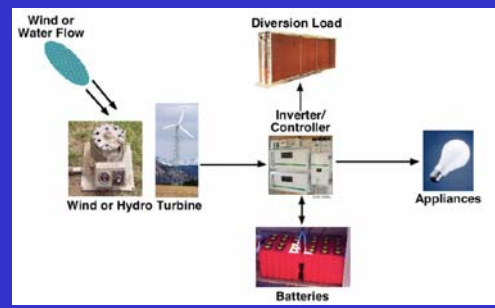 Wind or
Water Flow
Diversion Load
Inverter/
Controller
Wind or Hydro Turbine
Appliances
Batteries